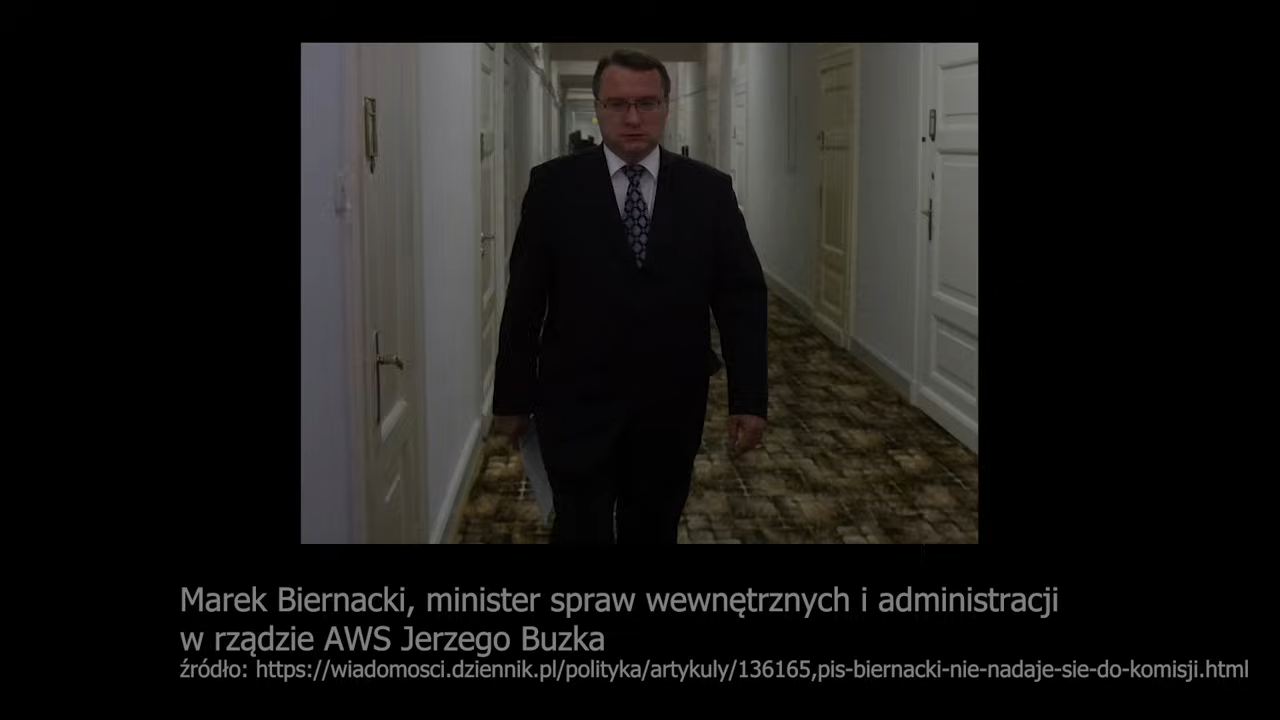 Marek Biernacki, minister spraw wewnętrznych i administracji
w rządzie AWS Jerzego Buzka
źródło: https://wiadomosci.dziennik.pl/polityka/artykuly/136165,pis-biernacki-nie-nadaje-sie-do-komisji.html